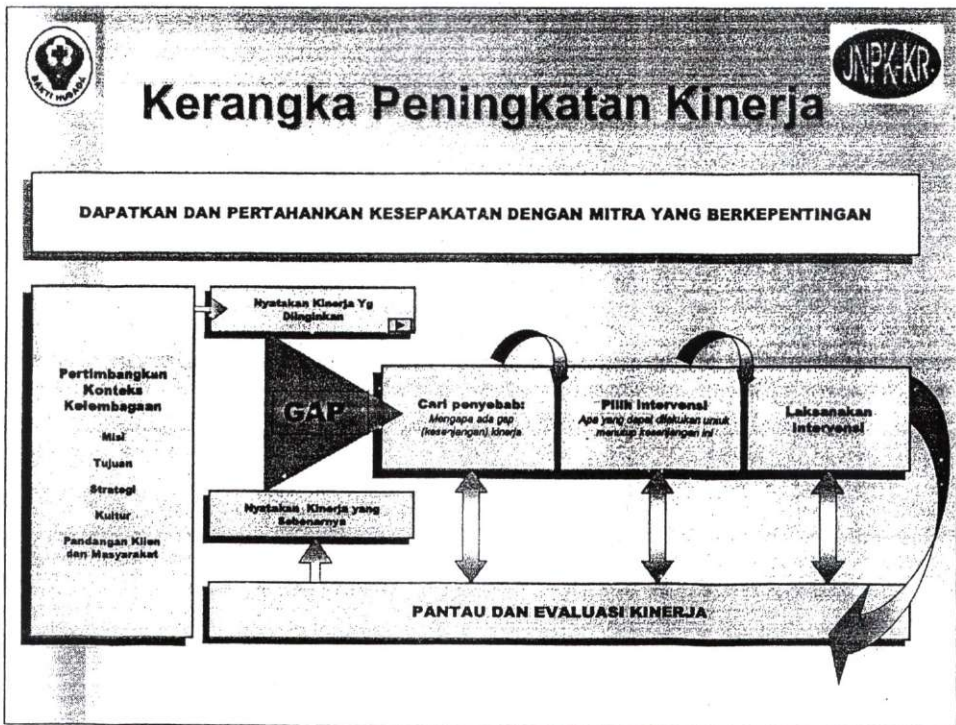 BAKTI HUSADA
JNPK-KR
Kerangka Peningkatan Kinerja
DAPATKAN DAN PERTAHANKAN KESEPAKATAN DENGAN MITRA YANG BERKEPENTINGAN
Pertimbangkan
Konteks
Kelembagaan
Misi
Tujuan
Strategi
Kultur
Pandangan Klien
dan Masyarakat
Nyatakan Kinerja Yg
Diinginkan
GAP
Nyatakan Kinerja yang
Sebenarnya
Cari penyebab:
Mengapa ada gap
(kesenjangan) kinerja
Pilih Intervensi
Apa yang dapat dilakukan untuk
menutup kesenjangan ini
Laksanakan
Intervensi
PANTAU DAN EVALUASI KINERJA